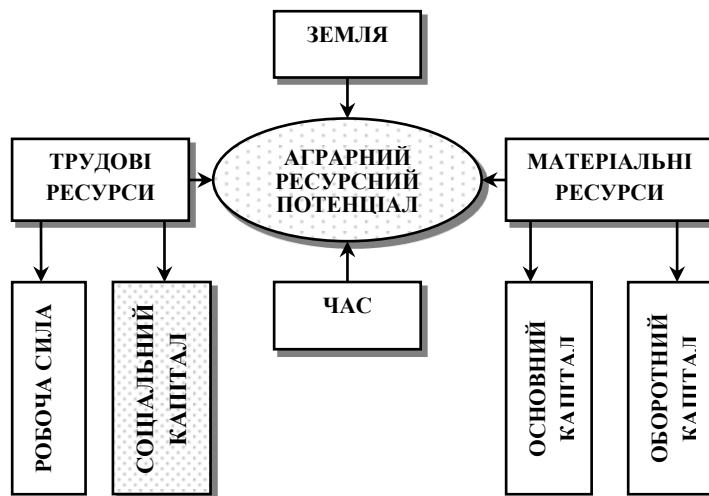 ЗЕМЛЯ
ТРУДОВІ
РЕСУРСИ
АГРАРНИЙ
РЕСУРСНИЙ
ПОТЕНЦІАЛ
МАТЕРІАЛЬНІ
РЕСУРСИ
ЧАС
РОБОЧА СИЛА
СОЦІАЛЬНИЙ
КАПІТАЛ
ОСНОВНИЙ
КАПІТАЛ
ОБОРОТНИЙ
КАПІТАЛ